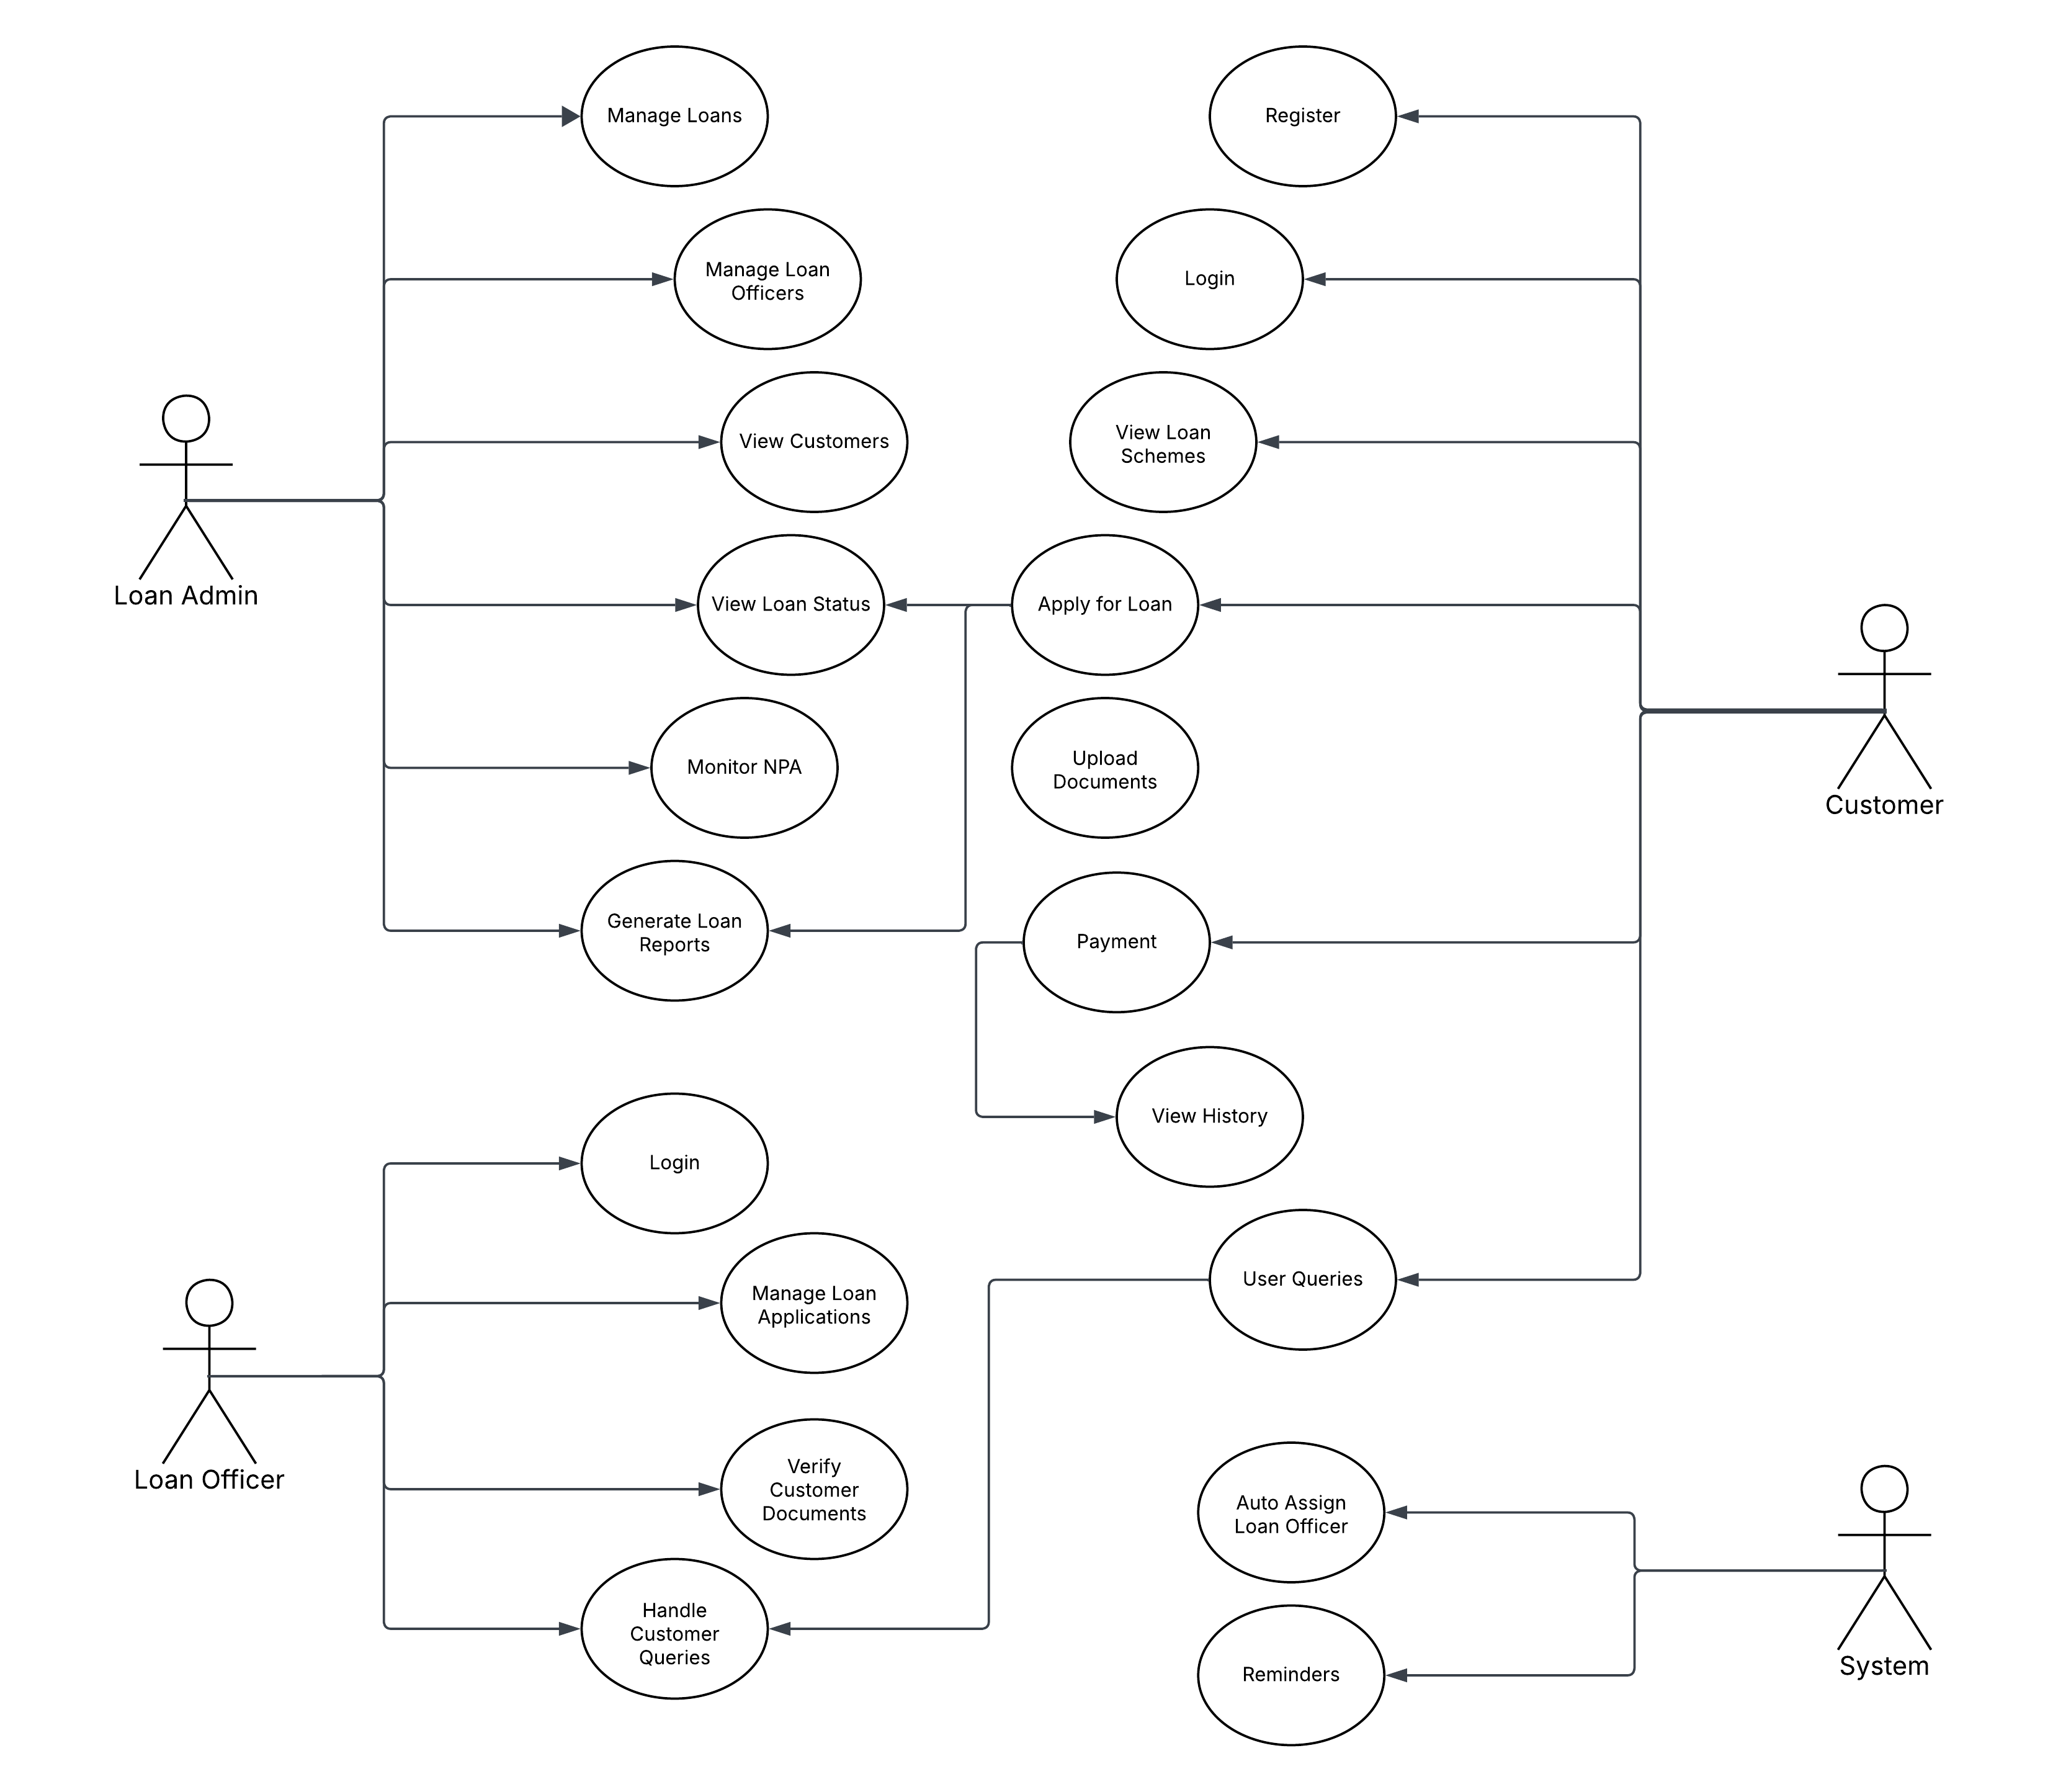 Manage Loans
Register
Manage Loan
Officers
Login
View Customers
View Loan
Schemes
Loan Admin
View Loan Status
Apply for Loan
Monitor NPA
Upload
Documents
Customer
Generate Loan
Reports
Payment
View History
Login
User Queries
Manage Loan
Applications
Loan Officer
Verify
Customer
Documents
Auto Assign
Loan Officer
Handle
Customer
Queries
Reminders
System